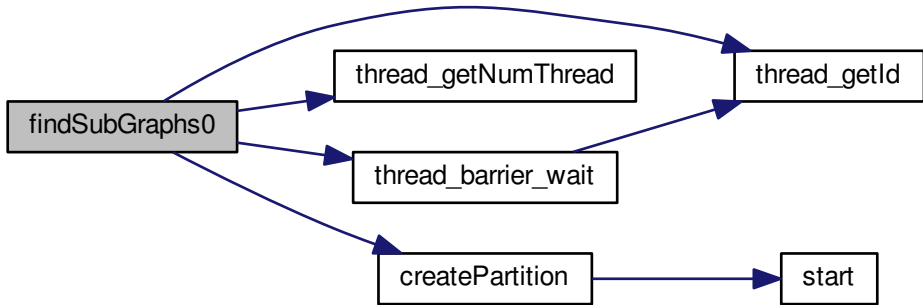 thread_getNumThread
thread_getId
findSubGraphs0
thread_barrier_wait
createPartition
start